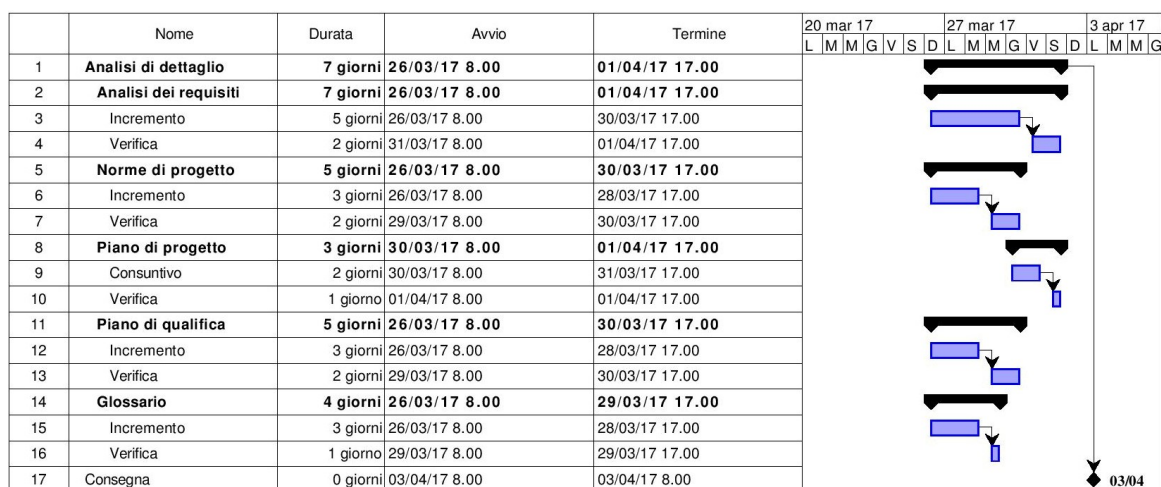 Nome Durata Avvio Termine 20 mar 17 27 mar 17 3 apr 17
L M M G V S D L M M G V S D L M M G
1 Analisi di dettaglio 7 giorni 26/03/17 8.00 01/04/17 17.00
2 Analisi dei requisiti 7 giorni 26/03/17 8.00 01/04/17 17.00
3 Incremento 5 giorni 26/03/17 8.00 30/03/17 17.00
4 Verifica 2 giorni 31/03/17 8.00 01/04/17 17.00
5 Norme di progetto 5 giorni 26/03/17 8.00 30/03/17 17.00
6 Incremento 3 giorni 26/03/17 8.00 28/03/17 17.00
7 Verifica 2 giorni 29/03/17 8.00 30/03/17 17.00
8 Piano di progetto 3 giorni 30/03/17 8.00 01/04/17 17.00
9 Consuntivo 2 giorni 30/03/17 8.00 31/03/17 17.00
10 Verifica 1 giorno 01/04/17 8.00 01/04/17 17.00
11 Piano di qualifica 5 giorni 26/03/17 8.00 30/03/17 17.00
12 Incremento 3 giorni 26/03/17 8.00 28/03/17 17.00
13 Verifica 2 giorni 29/03/17 8.00 30/03/17 17.00
14 Glossario 4 giorni 26/03/17 8.00 29/03/17 17.00
15 Incremento 3 giorni 26/03/17 8.00 28/03/17 17.00
16 Verifica 1 giorno 29/03/17 8.00 29/03/17 17.00
17 Consegna 0 giorni 03/04/17 8.00 03/04/17 8.00 03/04